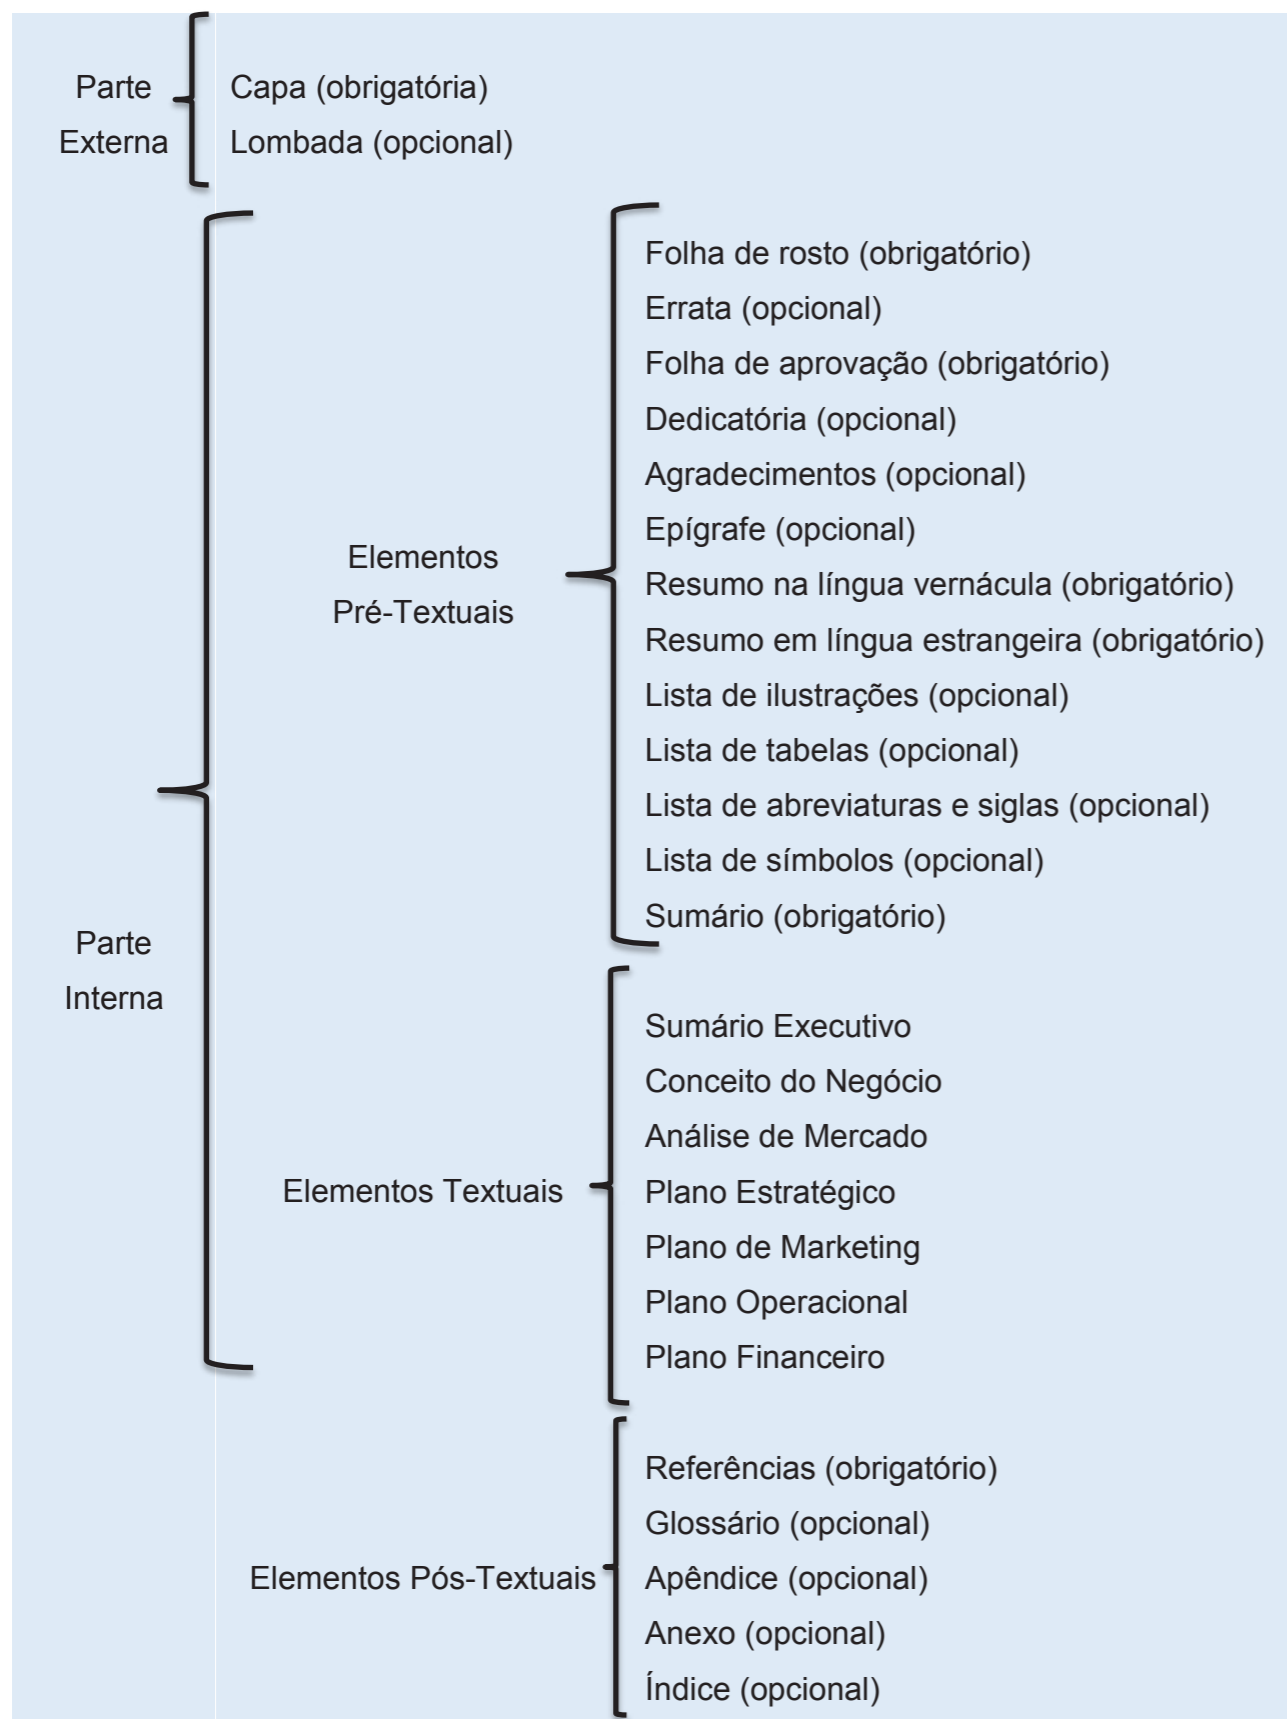 Parte
Externa
Capa (obrigatória)
Lombada (opcional)
Parte
Interna
Elementos
Pré-Textuais
Folha de rosto (obrigatório)
Errata (opcional)
Folha de aprovação (obrigatório)
Dedicatória (opcional)
Agradecimentos (opcional)
Epígrafe (opcional)
Resumo na língua vernácula (obrigatório)
Resumo em língua estrangeira (obrigatório)
Lista de ilustrações (opcional)
Lista de tabelas (opcional)
Lista de abreviaturas e siglas (opcional)
Lista de símbolos (opcional)
Sumário (obrigatório)
Elementos Textuais
Sumário Executivo
Conceito do Negócio
Análise de Mercado
Plano Estratégico
Plano de Marketing
Plano Operacional
Plano Financeiro
Elementos Pós-Textuais
Referências (obrigatório)
Glossário (opcional)
Apêndice (opcional)
Anexo (opcional)
Índice (opcional)